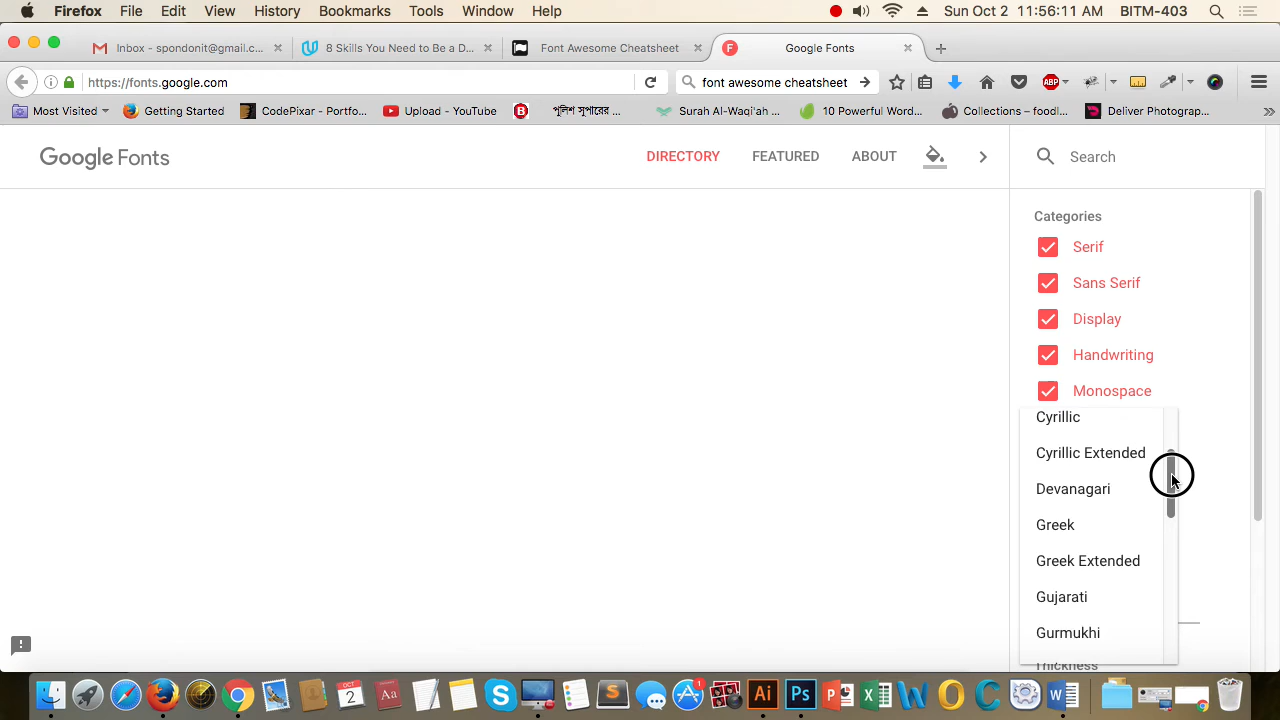 Firefox File Edit View History Bookmarks Tools Window Help Sun Oct 2 11:56:11 AM BITM-403
Inbox - spondonit@gmail.c... 8 Skills You Need to Be a D... Font Awesome Cheatsheet Google Fonts
https://fonts.google.com font awesome cheatsheet ABP
Most Visited Getting Started CodePixar - Portfo... Upload - YouTube B পুলিশ সুপারের ... Surah Al-Waqi'ah ... 10 Powerful Word... Collections – foodl... Deliver Photograp...
Google Fonts DIRECTORY FEATURED ABOUT Search
Categories
Serif
Sans Serif
Display
Handwriting
Monospace
Cyrillic
Cyrillic Extended
Devanagari
Greek
Greek Extended
Gujarati
Gurmukhi